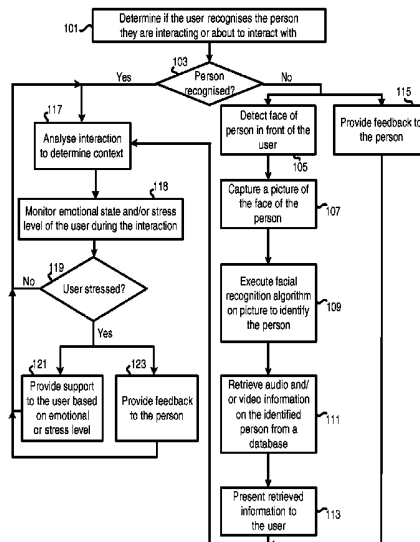 Determine if the user recognises the person
they are interacting or about to interact with
101
103
Person
recognised?
Yes
No
117
Analyse interaction
to determine context
118
Monitor emotional state and/or stress
level of the user during the interaction
119
User stressed?
No
Yes
121
Provide support
to the user based
on emotional
or stress level
123
Provide feedback
to the person
Detect face of
person in front of the
user
105
Capture a picture of
the face of the
person
107
Execute facial
recognition algorithm
on picture to identify
the person
109
Retrieve audio and/
or video information
on the identified
person from a
database
111
Present retrieved
information to
the user
113
115
Provide feedback to
the person